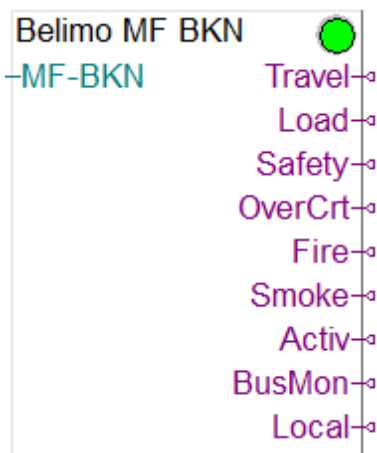 Belimo MF BKN
MF-BKN Travel
Load
Safety
OverCrt
Fire
Smoke
Activ
BusMon
Local